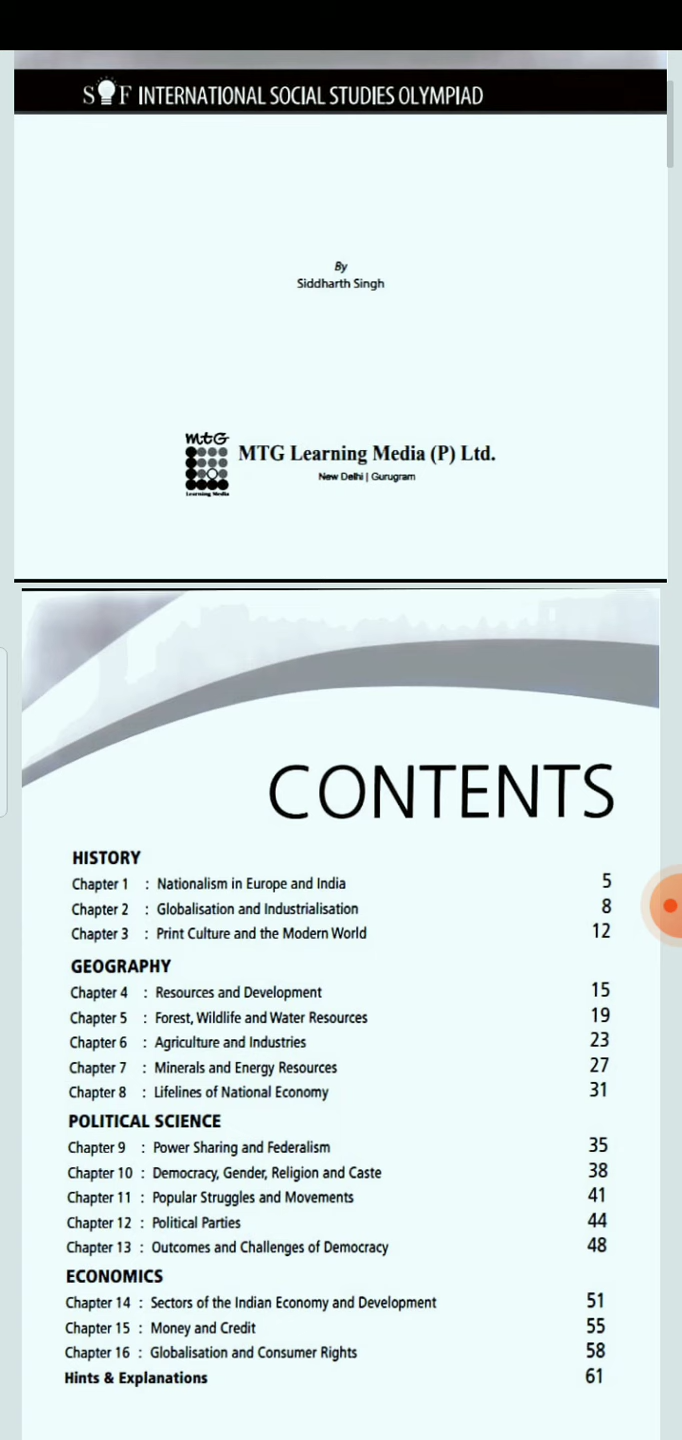 SOF INTERNATIONAL SOCIAL STUDIES OLYMPIAD
By
Siddharth Singh
mtG
Learning Media
MTG Learning Media (P) Ltd.
New Delhi | Gurugram
CONTENTS
HISTORY
Chapter 1 : Nationalism in Europe and India 5
Chapter 2 : Globalisation and Industrialisation 8
Chapter 3 : Print Culture and the Modern World 12
GEOGRAPHY
Chapter 4 : Resources and Development 15
Chapter 5 : Forest, Wildlife and Water Resources 19
Chapter 6 : Agriculture and Industries 23
Chapter 7 : Minerals and Energy Resources 27
Chapter 8 : Lifelines of National Economy 31
POLITICAL SCIENCE
Chapter 9 : Power Sharing and Federalism 35
Chapter 10 : Democracy, Gender, Religion and Caste 38
Chapter 11 : Popular Struggles and Movements 41
Chapter 12 : Political Parties 44
Chapter 13 : Outcomes and Challenges of Democracy 48
ECONOMICS
Chapter 14 : Sectors of the Indian Economy and Development 51
Chapter 15 : Money and Credit 55
Chapter 16 : Globalisation and Consumer Rights 58
Hints & Explanations 61